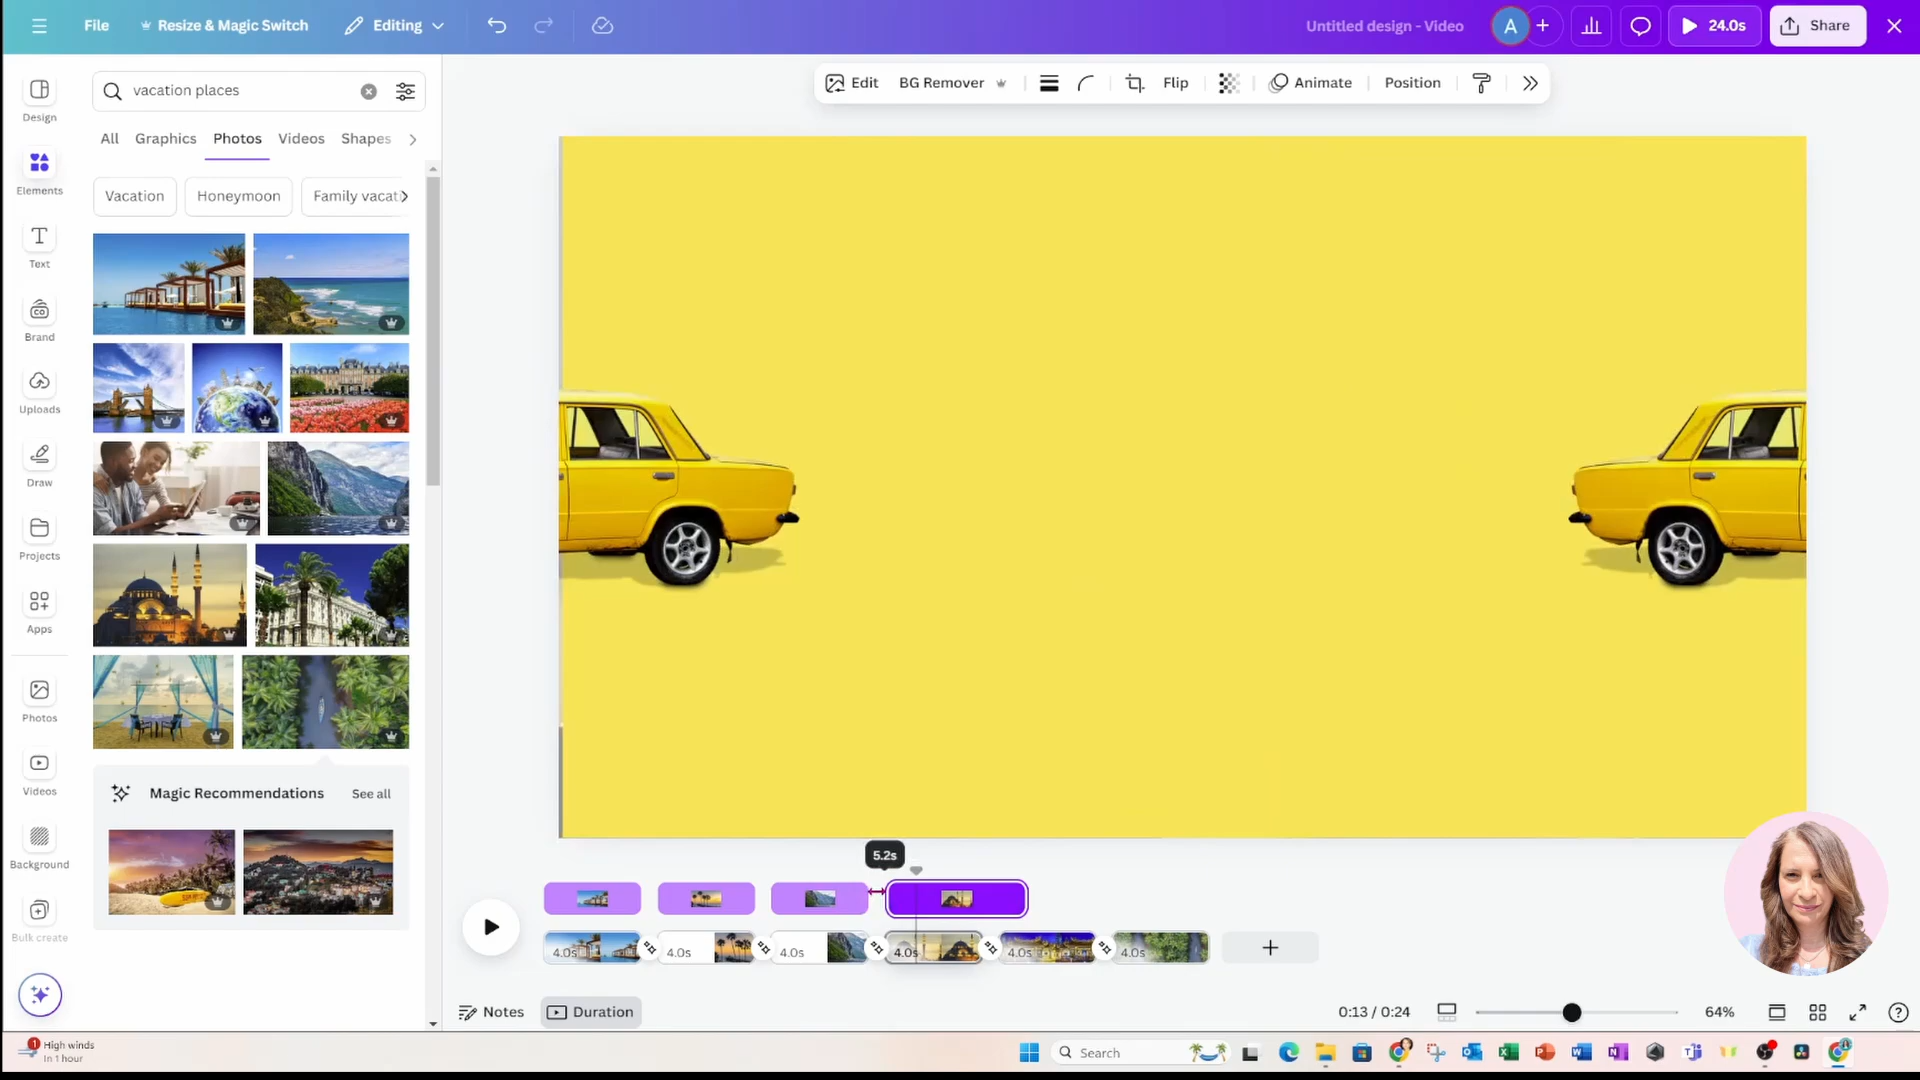 File
Resize & Magic Switch
Editing
Untitled design - Video
A
24.0s
Share
Design
Elements
Text
Brand
Uploads
Draw
Projects
Apps
Photos
Videos
Background
Bulk create
vacation places
All
Graphics
Photos
Videos
Shapes
Vacation
Honeymoon
Family vacati
Magic Recommendations
See all
Edit
BG Remover
Flip
Animate
Position
5.2s
4.0s
4.0s
4.0s
4.0s
4.0s
4.0s
Notes
Duration
0:13 / 0:24
64%
1
High winds
In 1 hour
Search